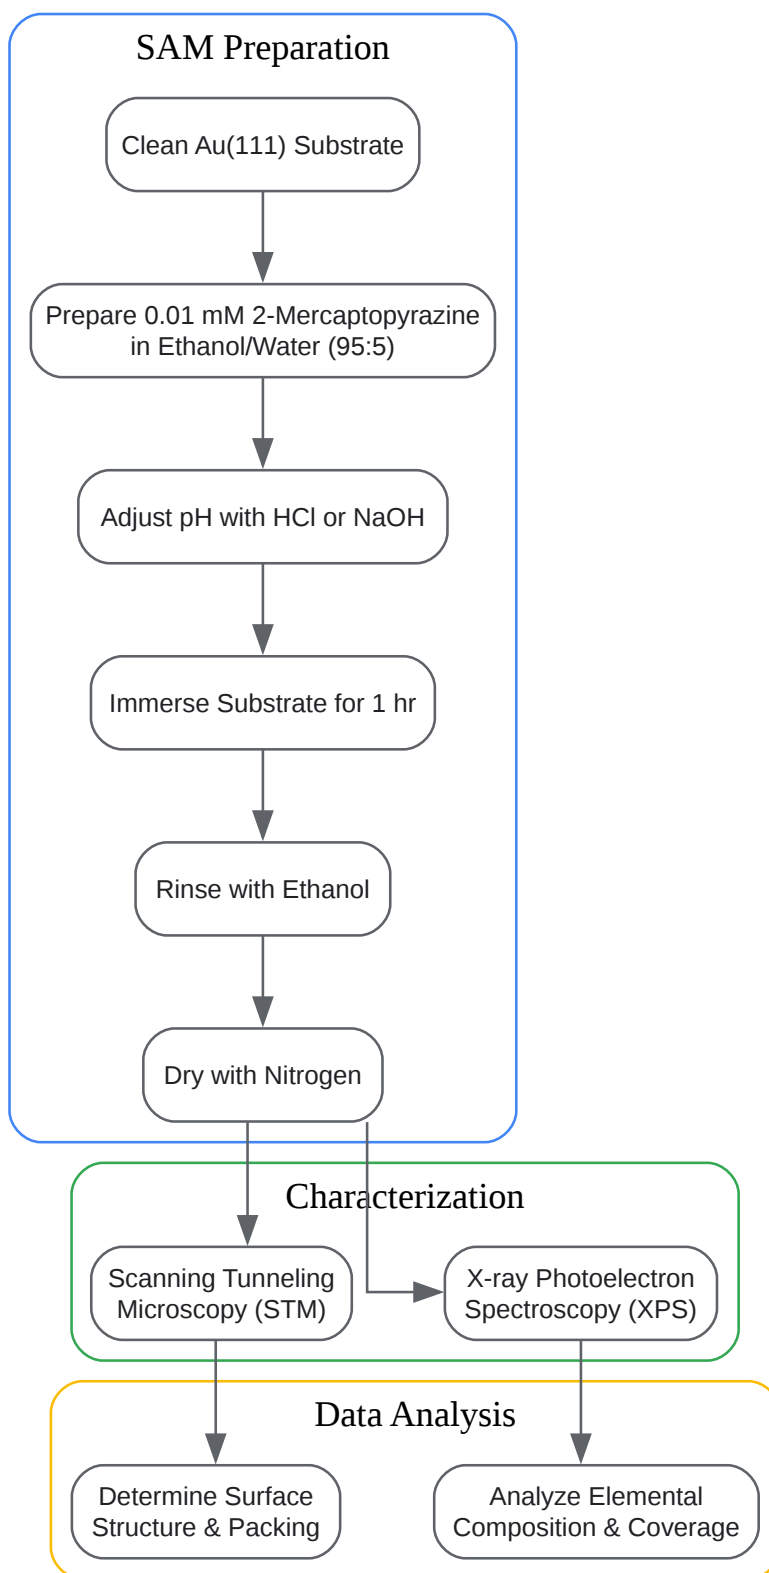 SAM Preparation
Clean Au(111) Substrate
Prepare 0.01 mM 2-Mercaptopyrazine
in Ethanol/Water (95:5)
Adjust pH with HCl or NaOH
Immerse Substrate for 1 hr
Rinse with Ethanol
Dry with Nitrogen
Characterization
Scanning Tunneling
Microscopy (STM)
X-ray Photoelectron
Spectroscopy (XPS)
Data Analysis
Determine Surface
Structure & Packing
Analyze Elemental
Composition & Coverage